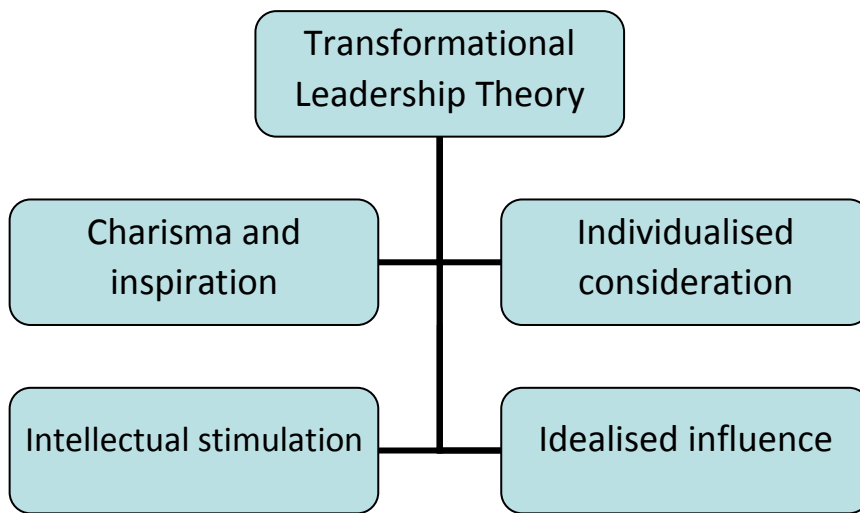 Transformational
Leadership Theory
Charisma and
inspiration
Individualised
consideration
Intellectual stimulation
Idealised influence